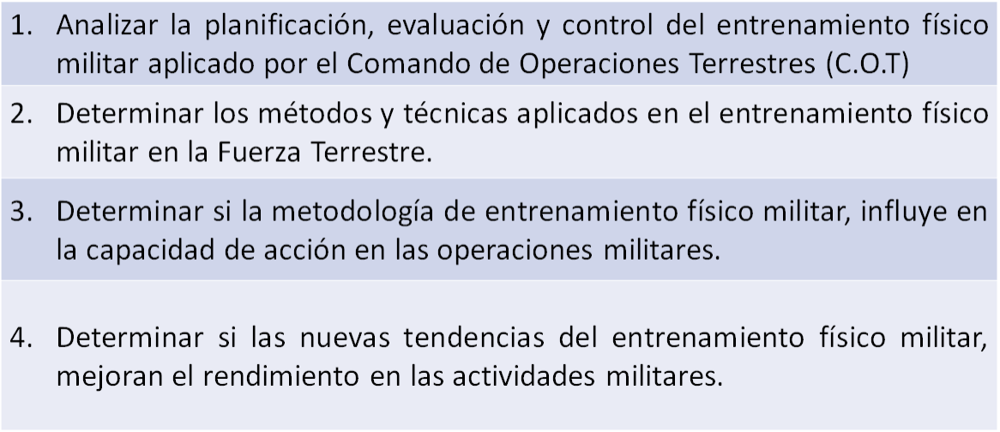 1. Analizar la planificación, evaluación y control del entrenamiento físico
militar aplicado por el Comando de Operaciones Terrestres (C.O.T)
2. Determinar los métodos y técnicas aplicados en el entrenamiento físico
militar en la Fuerza Terrestre.
3. Determinar si la metodología de entrenamiento físico militar, influye en
la capacidad de acción en las operaciones militares.
4. Determinar si las nuevas tendencias del entrenamiento físico militar,
mejoran el rendimiento en las actividades militares.